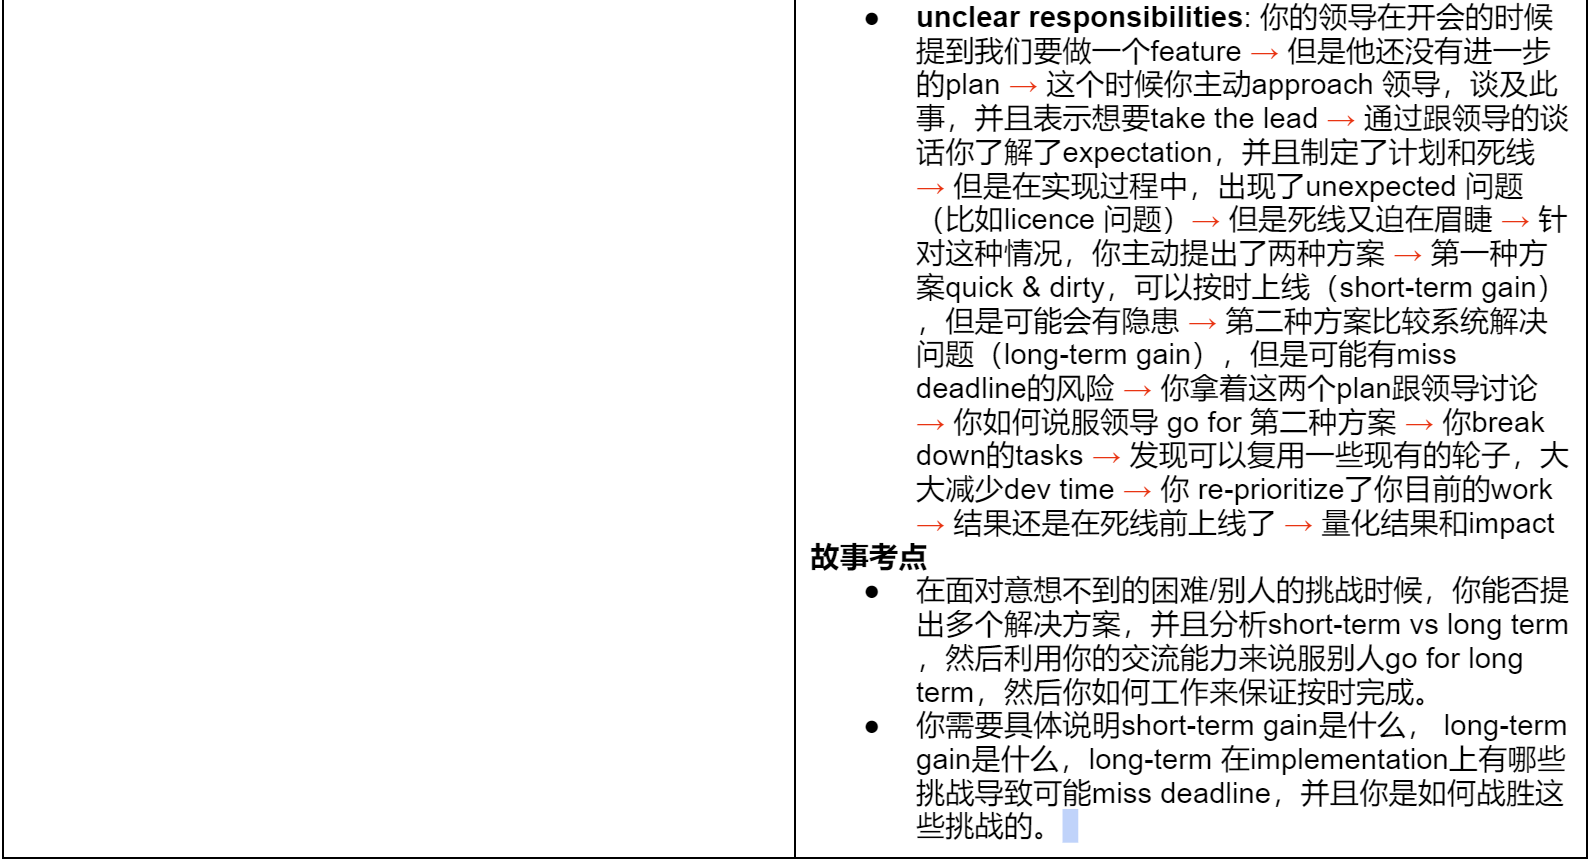 ● unclear responsibilities: 你的领导在开会的时候
提到我们要做一个feature → 但是他还没有进一步
的plan → 这个时候你主动approach 领导，谈及此
事，并且表示想要take the lead → 通过跟领导的谈
话你了解了expectation，并且制定了计划和死线
→ 但是在实现过程中，出现了unexpected 问题
（比如licence 问题）→ 但是死线又迫在眉睫 → 针
对这种情况，你主动提出了两种方案 → 第一种方
案quick & dirty，可以按时上线（short-term gain）
，但是可能会有隐患 → 第二种方案比较系统解决
问题（long-term gain），但是可能有miss
deadline的风险 → 你拿着这两个plan跟领导讨论
→ 你如何说服领导 go for 第二种方案 → 你break
down的tasks → 发现可以复用一些现有的轮子，大
大减少dev time → 你 re-prioritize了你目前的work
→ 结果还是在死线前上线了 → 量化结果和impact
故事考点
● 在面对意想不到的困难/别人的挑战时候，你能否提
出多个解决方案，并且分析short-term vs long term
，然后利用你的交流能力来说服别人go for long
term，然后你如何工作来保证按时完成。
● 你需要具体说明short-term gain是什么， long-term
gain是什么，long-term 在implementation上有哪些
挑战导致可能miss deadline，并且你是如何战胜这
些挑战的。